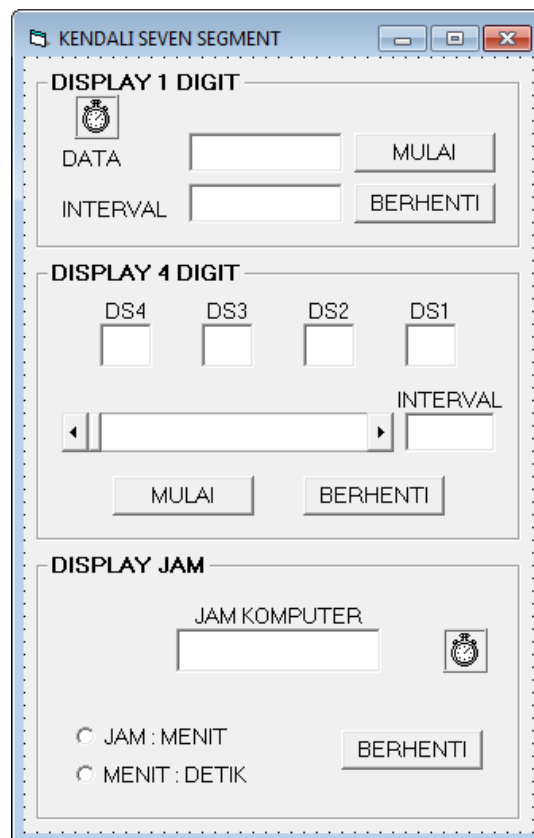 KENDALI SEVEN SEGMENT
DISPLAY 1 DIGIT
DATA
MULAI
INTERVAL
BERHENTI
DISPLAY 4 DIGIT
DS4 DS3 DS2 DS1
INTERVAL
MULAI BERHENTI
DISPLAY JAM
JAM KOMPUTER
JAM : MENIT
BERHENTI
MENIT : DETIK